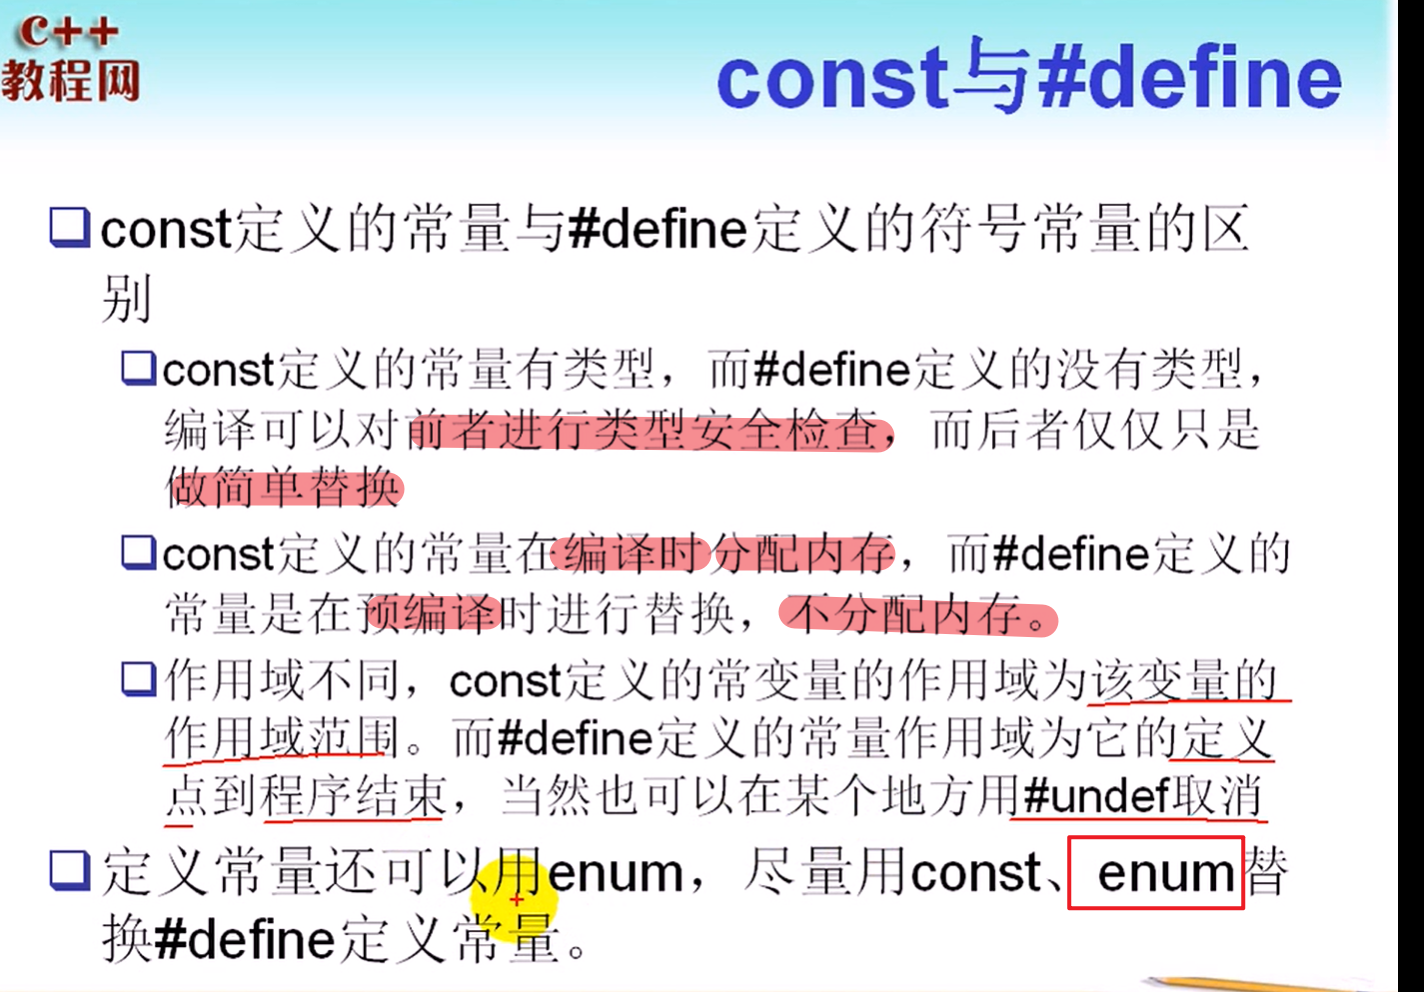 c++
教程网
const与#define
const定义的常量与#define定义的符号常量的区
别
const定义的常量有类型，而#define定义的没有类型，
编译可以对前者进行类型安全检查，而后者仅仅只是
做简单替换
const定义的常量在编译时分配内存，而#define定义的
常量是在预编译时进行替换，不分配内存。
作用域不同，const定义的常变量的作用域为该变量的
作用域范围。而#define定义的常量作用域为它的定义
点到程序结束，当然也可以在某个地方用#undef取消
定义常量还可以用enum，尽量用const、enum替
换#define定义常量。